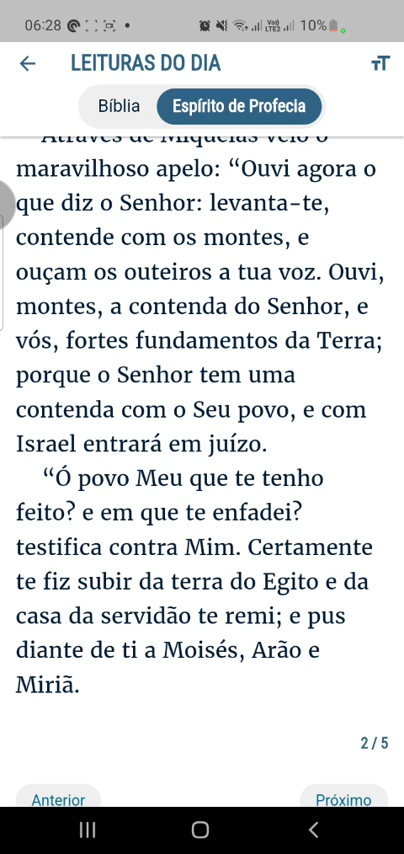 06:28
10%
LEITURAS DO DIA
Bíblia
Espírito de Profecia
Através de Miquéias veio o
maravilhoso apelo: “Ouvi agora o
que diz o Senhor: levanta-te,
contende com os montes, e
ouçam os outeiros a tua voz. Ouvi,
montes, a contenda do Senhor, e
vós, fortes fundamentos da Terra;
porque o Senhor tem uma
contenda com o Seu povo, e com
Israel entrará em juízo.
“Ó povo Meu que te tenho
feito? e em que te enfadei?
testifica contra Mim. Certamente
te fiz subir da terra do Egito e da
casa da servidão te remi; e pus
diante de ti a Moisés, Arão e
Miriã.
2 / 5
Anterior
Próximo